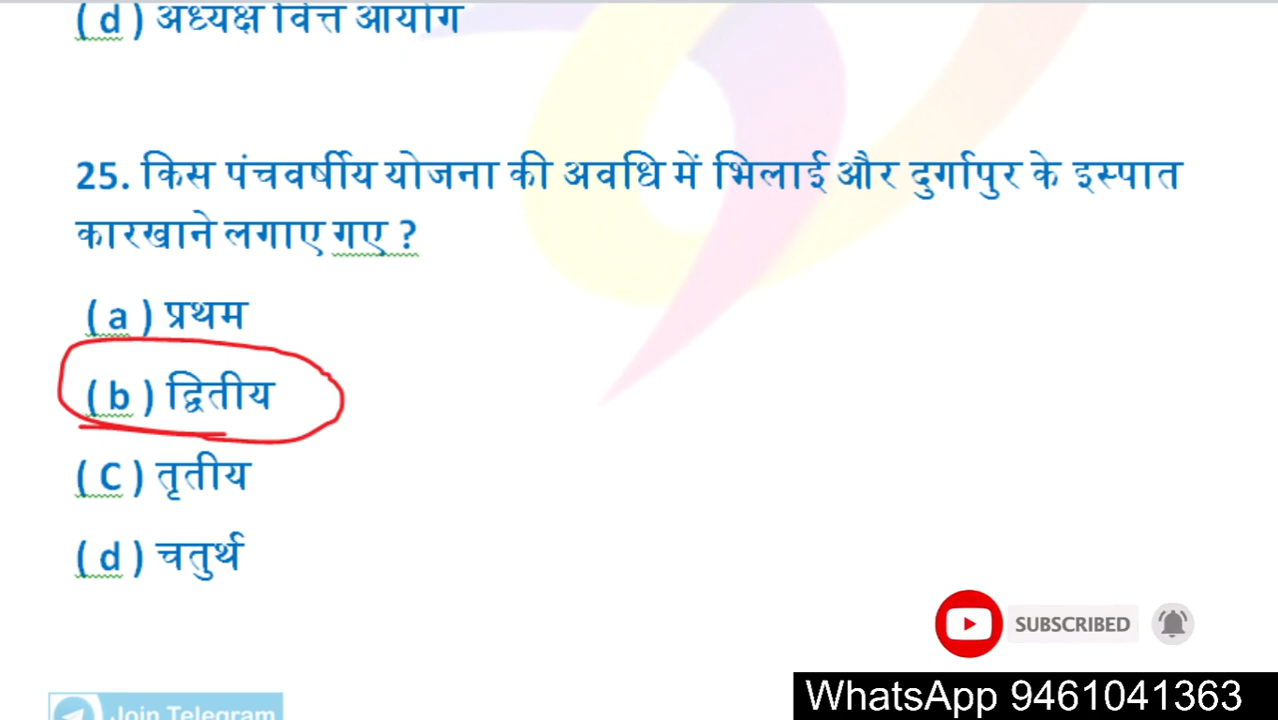 ( d ) अध्यक्ष वित्त आयोग
25. किस पंचवर्षीय योजना की अवधि में भिलाई और दुर्गापुर के इस्पात
कारखाने लगाए गए ?
( a ) प्रथम
( b ) द्वितीय
( C ) तृतीय
( d ) चतुर्थ
SUBSCRIBED
WhatsApp 9461041363
Join Telegram